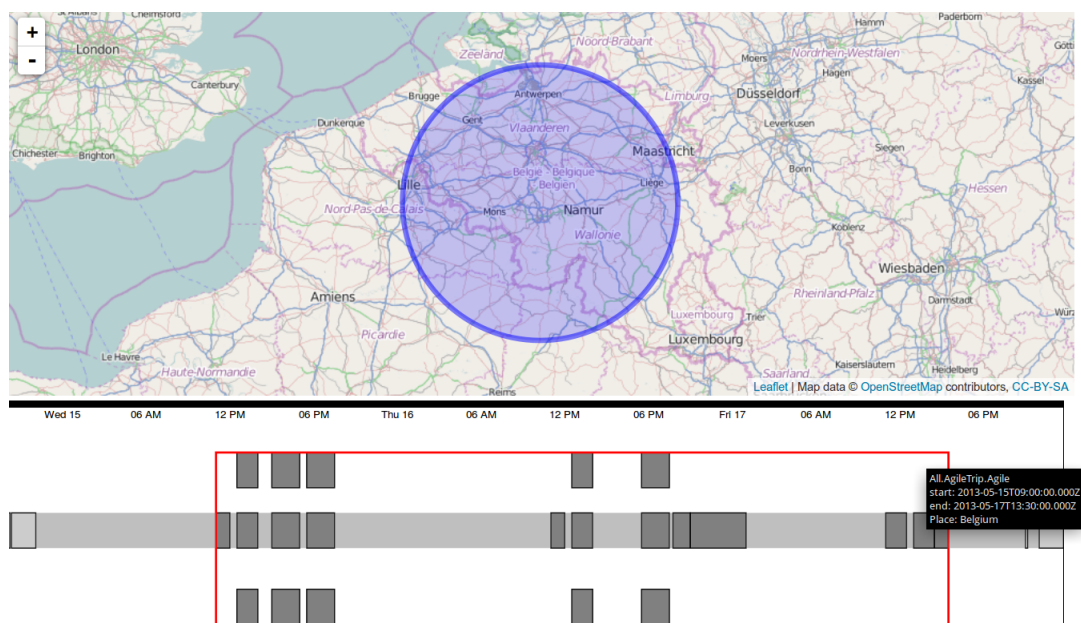 St Albans
Chelmsford
Hamm
Paderborn
+
-
London
Zeeland
Noord-Brabant
Moers
Nordrhein-Westfalen
Hagen
Kassel
Canterbury
Brugge
Antwerpen
Limburg
Düsseldorf
Dunkerque
Gent
Vlaanderen
Leverkusen
Chichester
Brighton
Maastricht
Siegen
België - Belgique
Belgien
Bonn
Lille
Liège
Hessen
Nord-Pas-de-Calais
Mons
Namur
Wallonie
Koblenz
Wiesbaden
Amiens
Rheinland-Pfalz
Darmstadt
Luxembourg
Trier
Picardie
Luxembourg
Le Havre
Haute-Normandie
Kaiserslautern
Heidelberg
Saarland
Reims
Leaflet | Map data © OpenStreetMap contributors, CC-BY-SA
Wed 15 06 AM 12 PM 06 PM Thu 16 06 AM 12 PM 06 PM Fri 17 06 AM 12 PM 06 PM
All.AgileTrip.Agile
start: 2013-05-15T09:00:00.000Z
end: 2013-05-17T13:30:00.000Z
Place: Belgium